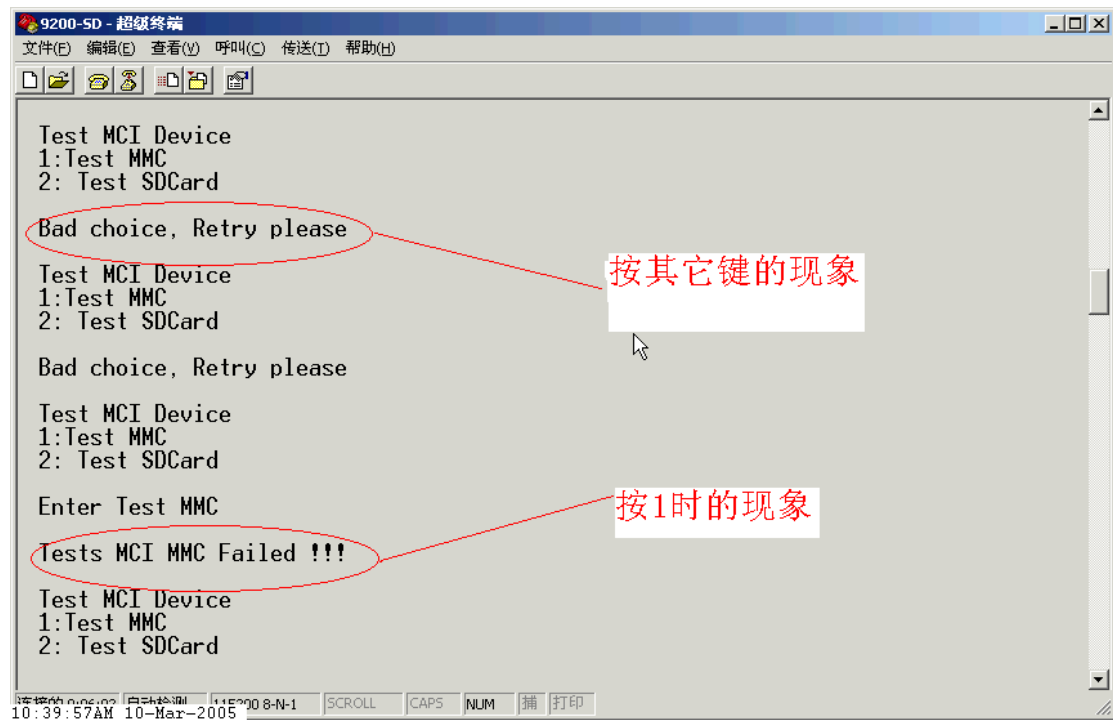 9200-SD - 超级终端
文件(F) 编辑(E) 查看(V) 呼叫(C) 传送(T) 帮助(H)
Test MCI Device
1:Test MMC
2: Test SDCard
Bad choice, Retry please
按其它键的现象
Test MCI Device
1:Test MMC
2: Test SDCard
Bad choice, Retry please
Test MCI Device
1:Test MMC
2: Test SDCard
Enter Test MMC
按1时的现象
Tests MCI MMC Failed !!!
Test MCI Device
1:Test MMC
2: Test SDCard
自动检测 115200 8-N-1 SCROLL CAPS NUM 捕 打印
10:39:57AM 10-Mar-2005